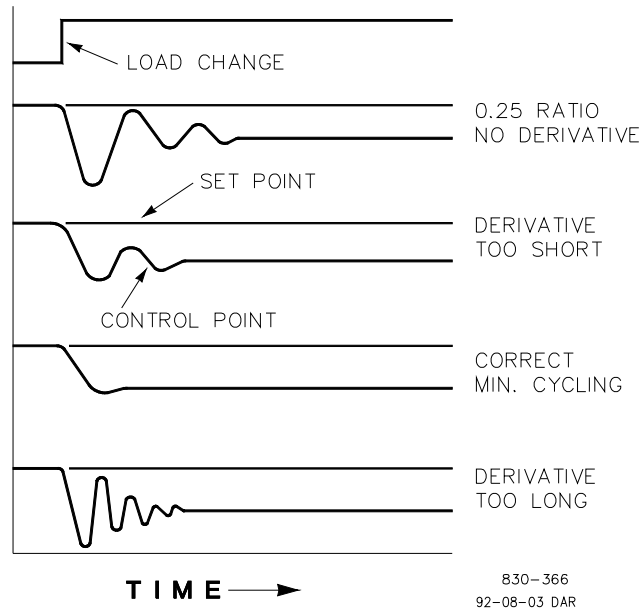 LOAD CHANGE
0.25 RATIO
NO DERIVATIVE
SET POINT
DERIVATIVE
TOO SHORT
CONTROL POINT
CORRECT
MIN. CYCLING
DERIVATIVE
TOO LONG
TIME
830-366
92-08-03 DAR